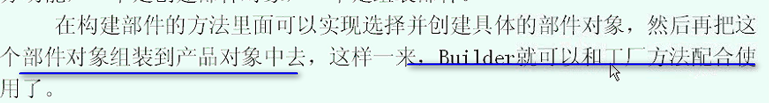 在构建部件的方法里面可以实现选择并创建具体的部件对象，然后再把这
个部件对象组装到产品对象中去，这样一来，Builder就可以和工厂方法配合使
用了。